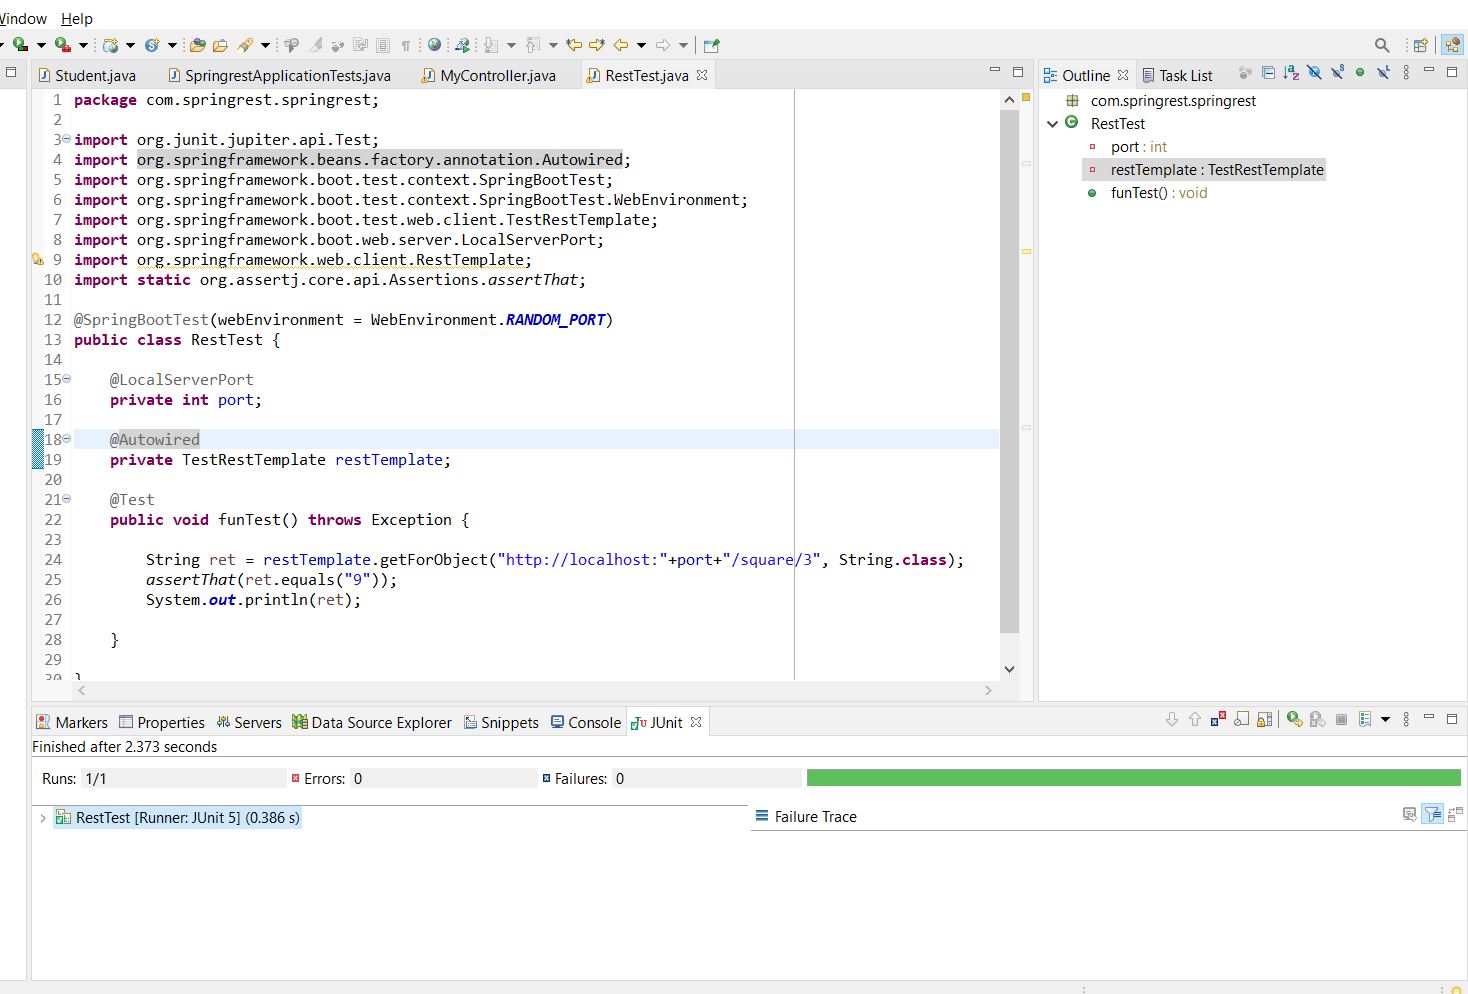 Window Help
Student.java SpringrestApplicationTests.java MyController.java RestTest.java
1 package com.springrest.springrest;
2
3 import org.junit.jupiter.api.Test;
4 import org.springframework.beans.factory.annotation.Autowired;
5 import org.springframework.boot.test.context.SpringBootTest;
6 import org.springframework.boot.test.context.SpringBootTest.WebEnvironment;
7 import org.springframework.boot.test.web.client.TestRestTemplate;
8 import org.springframework.boot.web.server.LocalServerPort;
9 import org.springframework.web.client.RestTemplate;
10 import static org.assertj.core.api.Assertions.assertThat;
11
12 @SpringBootTest(webEnvironment = WebEnvironment.RANDOM_PORT)
13 public class RestTest {
14
15 @LocalServerPort
16 private int port;
17
18 @Autowired
19 private TestRestTemplate restTemplate;
20
21 @Test
22 public void funTest() throws Exception {
23
24 String ret = restTemplate.getForObject("http://localhost:"+port+"/square/3", String.class);
25 assertThat(ret.equals("9"));
26 System.out.println(ret);
27
28 }
29
30 }
Outline Task List
com.springrest.springrest
RestTest
port : int
restTemplate : TestRestTemplate
funTest() : void
Markers Properties Servers Data Source Explorer Snippets Console JUnit
Finished after 2.373 seconds
Runs: 1/1 Errors: 0 Failures: 0
RestTest [Runner: JUnit 5] (0.386 s)
Failure Trace